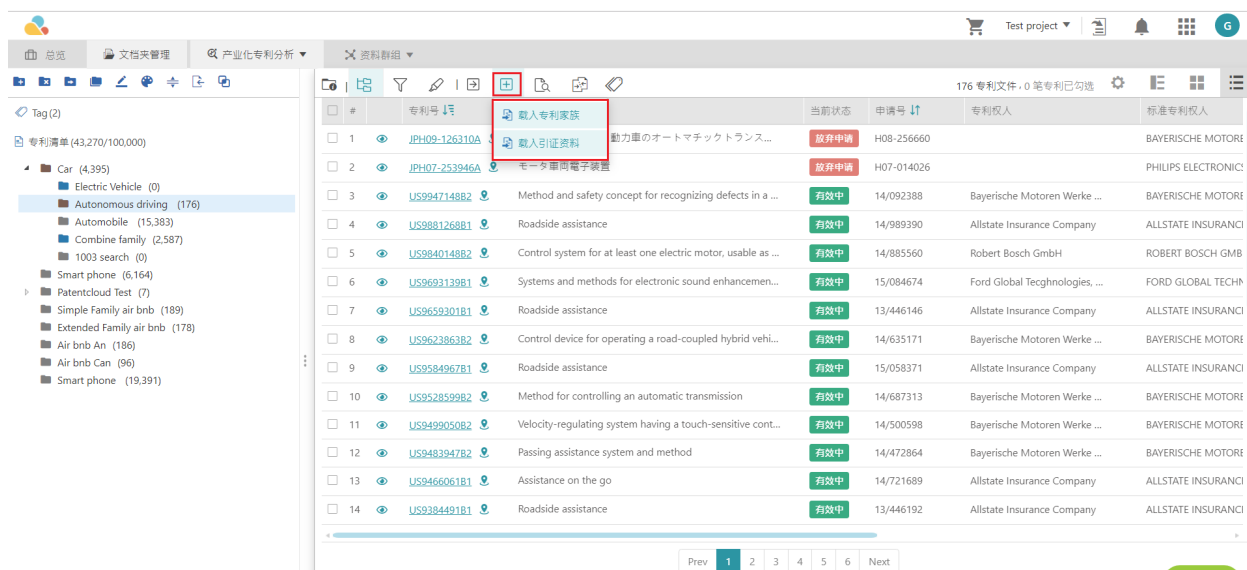 Test project ▼
G
总览
文档夹管理
产业化专利分析 ▼
资料群组 ▼
176 专利文件，0 笔专利已勾选
Tag (2)
专利清单 (43,270/100,000)
Car (4,395)
Electric Vehicle (0)
Autonomous driving (176)
Automobile (15,383)
Combine family (2,587)
1003 search (0)
Smart phone (6,164)
Patentcloud Test (7)
Simple Family air bnb (189)
Extended Family air bnb (178)
Air bnb An (186)
Air bnb Can (96)
Smart phone (19,391)
# 专利号 当前状态 申请号 专利权人 标准专利权人
载入专利家族
载入引证资料
1 JPH09-126310A 動力車のオートマチックトランス... 放弃申请 H08-256660 BAYERISCHE MOTORE
2 JPH07-253946A モータ車両電子装置 放弃申请 H07-014026 PHILIPS ELECTRONICS
3 US9947148B2 Method and safety concept for recognizing defects in a ... 有效中 14/092388 Bayerische Motoren Werke ... BAYERISCHE MOTORE
4 US9881268B1 Roadside assistance 有效中 14/989390 Allstate Insurance Company ALLSTATE INSURANCI
5 US9840148B2 Control system for at least one electric motor, usable as ... 有效中 14/885560 Robert Bosch GmbH ROBERT BOSCH GMB
6 US9693139B1 Systems and methods for electronic sound enhancemen... 有效中 15/084674 Ford Global Tecghnologies, ... FORD GLOBAL TECHN
7 US9659301B1 Roadside assistance 有效中 13/446146 Allstate Insurance Company ALLSTATE INSURANCI
8 US9623863B2 Control device for operating a road-coupled hybrid vehi... 有效中 14/635171 Bayerische Motoren Werke ... BAYERISCHE MOTORE
9 US9584967B1 Roadside assistance 有效中 15/058371 Allstate Insurance Company ALLSTATE INSURANCI
10 US9528599B2 Method for controlling an automatic transmission 有效中 14/687313 Bayerische Motoren Werke ... BAYERISCHE MOTORE
11 US9499050B2 Velocity-regulating system having a touch-sensitive cont... 有效中 14/500598 Bayerische Motoren Werke ... BAYERISCHE MOTORE
12 US9483947B2 Passing assistance system and method 有效中 14/472864 Bayerische Motoren Werke ... BAYERISCHE MOTORE
13 US9466061B1 Assistance on the go 有效中 14/721689 Allstate Insurance Company ALLSTATE INSURANCI
14 US9384491B1 Roadside assistance 有效中 13/446192 Allstate Insurance Company ALLSTATE INSURANCI
Prev 1 2 3 4 5 6 Next